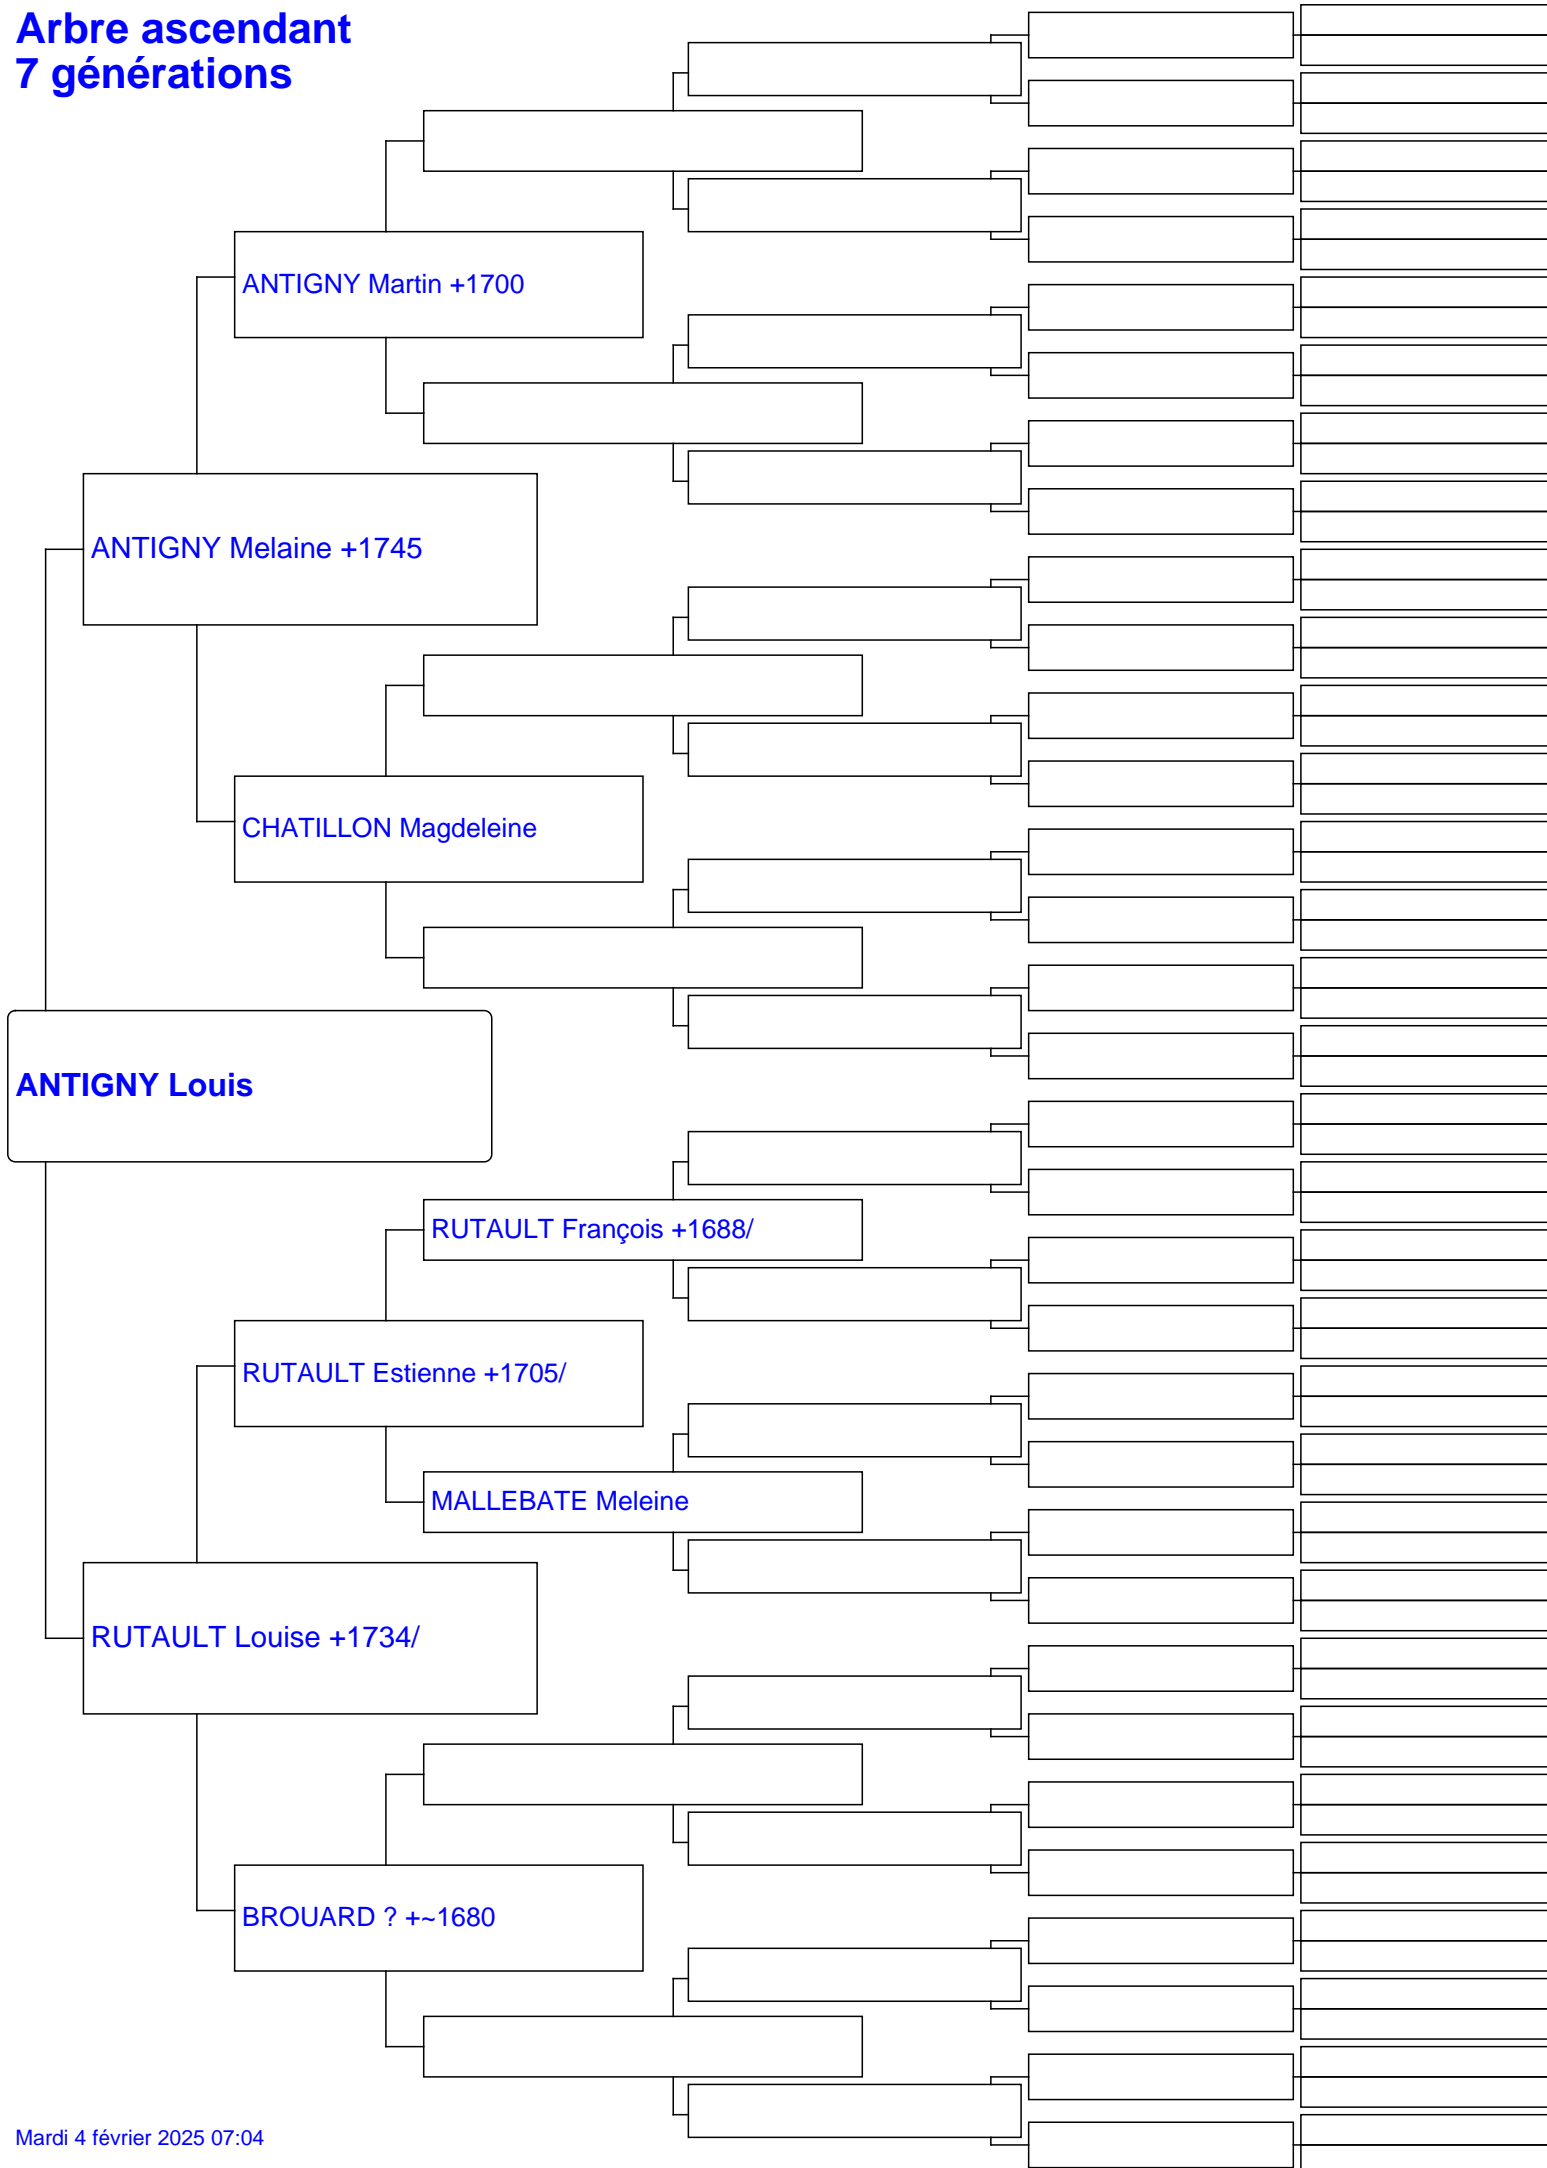 Arbre ascendant
7 générations
ANTIGNY Martin +1700
ANTIGNY Melaine +1745
CHATILLON Magdeleine
ANTIGNY Louis
RUTAULT François +1688/
RUTAULT Estienne +1705/
MALLEBATE Meleine
RUTAULT Louise +1734/
BROUARD ? +~1680
Mardi 4 février 2025 07:04